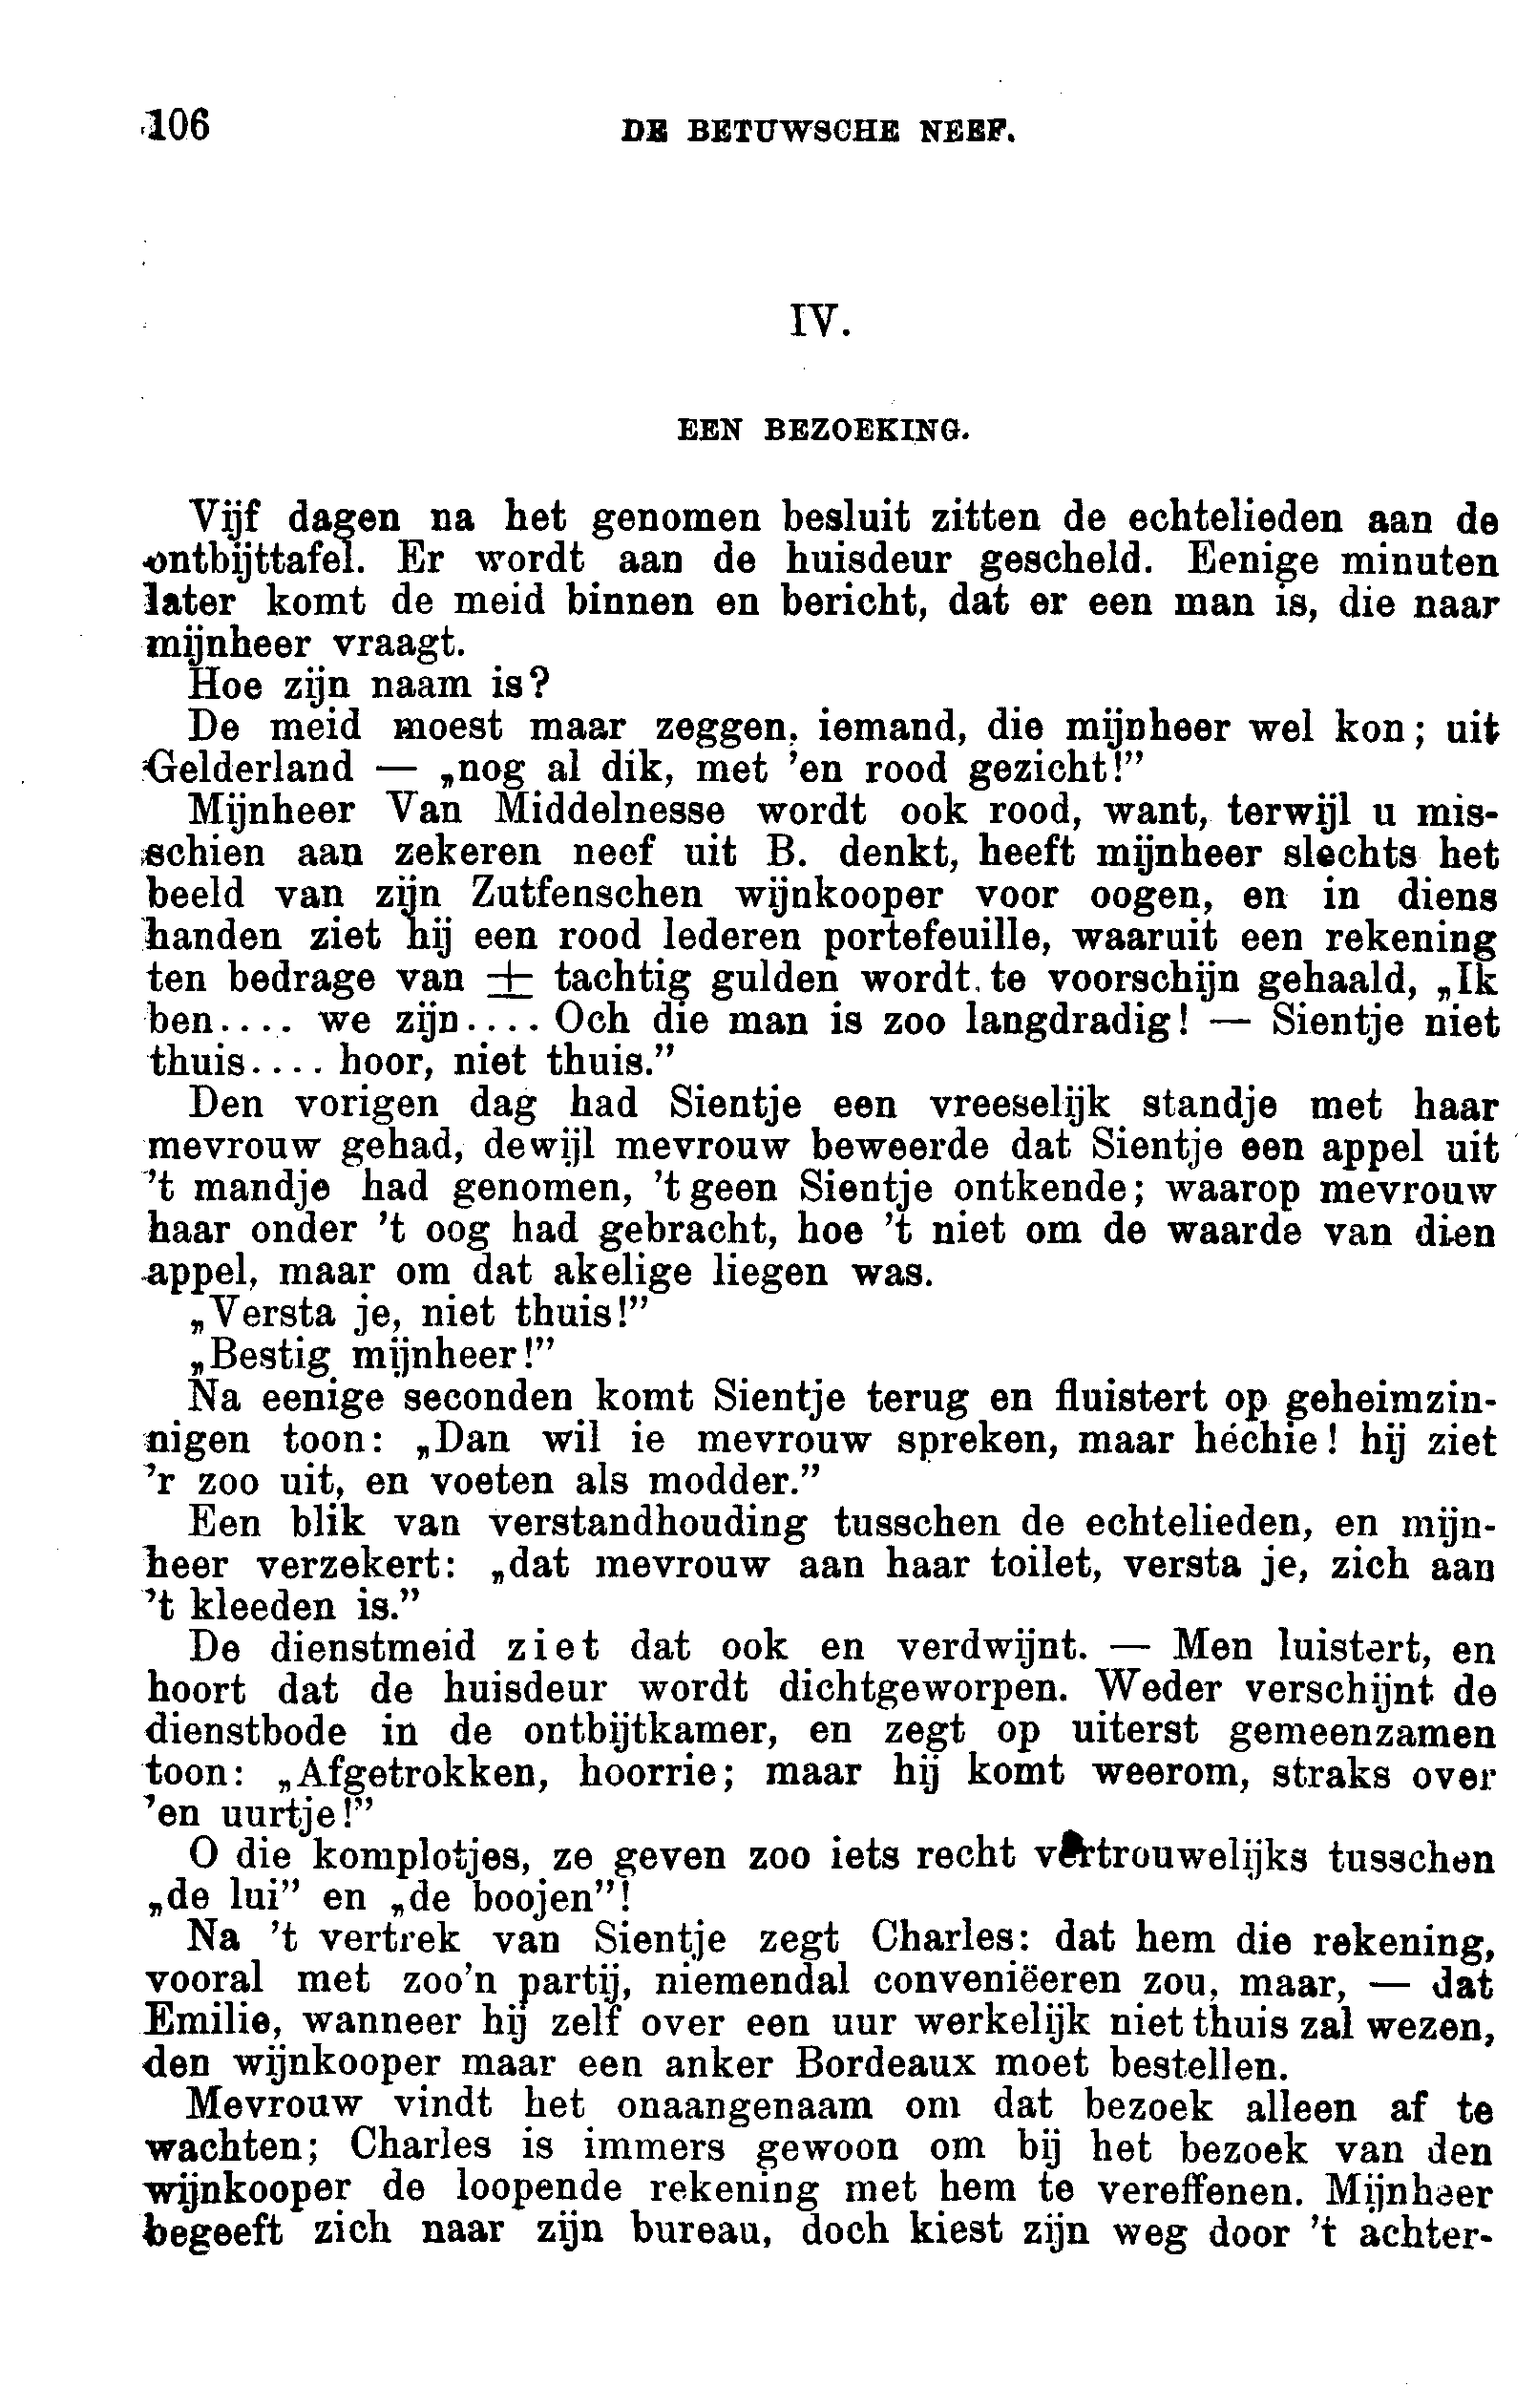 106 DE BETUWSCHE NEEF.
IV.
EEN BEZOEKING.
Vijf dagen na het genomen besluit zitten de echtelieden aan de
ontbijttafel. Er wordt aan de huisdeur gescheld. Eenige minuten
later komt de meid binnen en bericht, dat er een man is, die naar
mijnheer vraagt.
Hoe zijn naam is?
De meid moest maar zeggen, iemand, die mijnheer wel kon; uit
Gelderland — „nog al dik, met 'en rood gezicht!”
Mijnheer Van Middelnesse wordt ook rood, want, terwijl u mis-
schien aan zekeren neef uit B. denkt, heeft mijnheer slechts het
beeld van zijn Zutfenschen wijnkooper voor oogen, en in diens
handen ziet hij een rood lederen portefeuille, waaruit een rekening
ten bedrage van ± tachtig gulden wordt te voorschijn gehaald, „Ik
ben.... we zijn.... Och die man is zoo langdradig! — Sientje niet
thuis.... hoor, niet thuis.”
Den vorigen dag had Sientje een vreeselijk standje met haar
mevrouw gehad, dewijl mevrouw beweerde dat Sientje een appel uit
't mandje had genomen, 't geen Sientje ontkende; waarop mevrouw
haar onder 't oog had gebracht, hoe 't niet om de waarde van dien
appel, maar om dat akelige liegen was.
„Versta je, niet thuis!”
„Bestig mijnheer!”
Na eenige seconden komt Sientje terug en fluistert op geheimzin-
nigen toon: „Dan wil ie mevrouw spreken, maar héchie! hij ziet
'r zoo uit, en voeten als modder.”
Een blik van verstandhouding tusschen de echtelieden, en mijn-
heer verzekert: „dat mevrouw aan haar toilet, versta je, zich aan
't kleeden is.”
De dienstmeid ziet dat ook en verdwijnt. — Men luistert, en
hoort dat de huisdeur wordt dichtgeworpen. Weder verschijnt de
dienstbode in de ontbijtkamer, en zegt op uiterst gemeenzamen
toon: „Afgetrokken, hoorrie; maar hij komt weerom, straks over
'en uurtje!”
O die komplotjes, ze geven zoo iets recht vertrouwelijks tusschen
„de lui” en „de boojen”!
Na 't vertrek van Sientje zegt Charles: dat hem die rekening,
vooral met zoo'n partij, niemendal conveniëeren zou, maar, — dat
Emilie, wanneer hij zelf over een uur werkelijk niet thuis zal wezen,
den wijnkooper maar een anker Bordeaux moet bestellen.
Mevrouw vindt het onaangenaam om dat bezoek alleen af te
wachten; Charles is immers gewoon om bij het bezoek van den
wijnkooper de loopende rekening met hem te vereffenen. Mijnheer
begeeft zich naar zijn bureau, doch kiest zijn weg door 't achter-